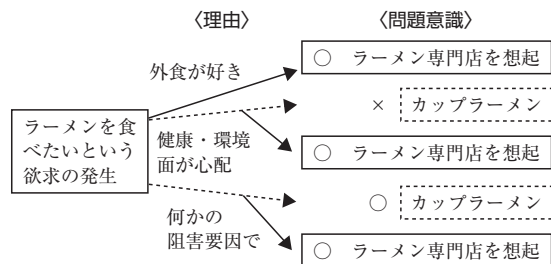 〈理由〉
〈問題意識〉
○ ラーメン専門店を想起
外食が好き
× カップラーメン
ラーメンを食
べたいという
欲求の発生
健康・環境
面が心配
○ ラーメン専門店を想起
○ カップラーメン
何かの
阻害要因で
○ ラーメン専門店を想起